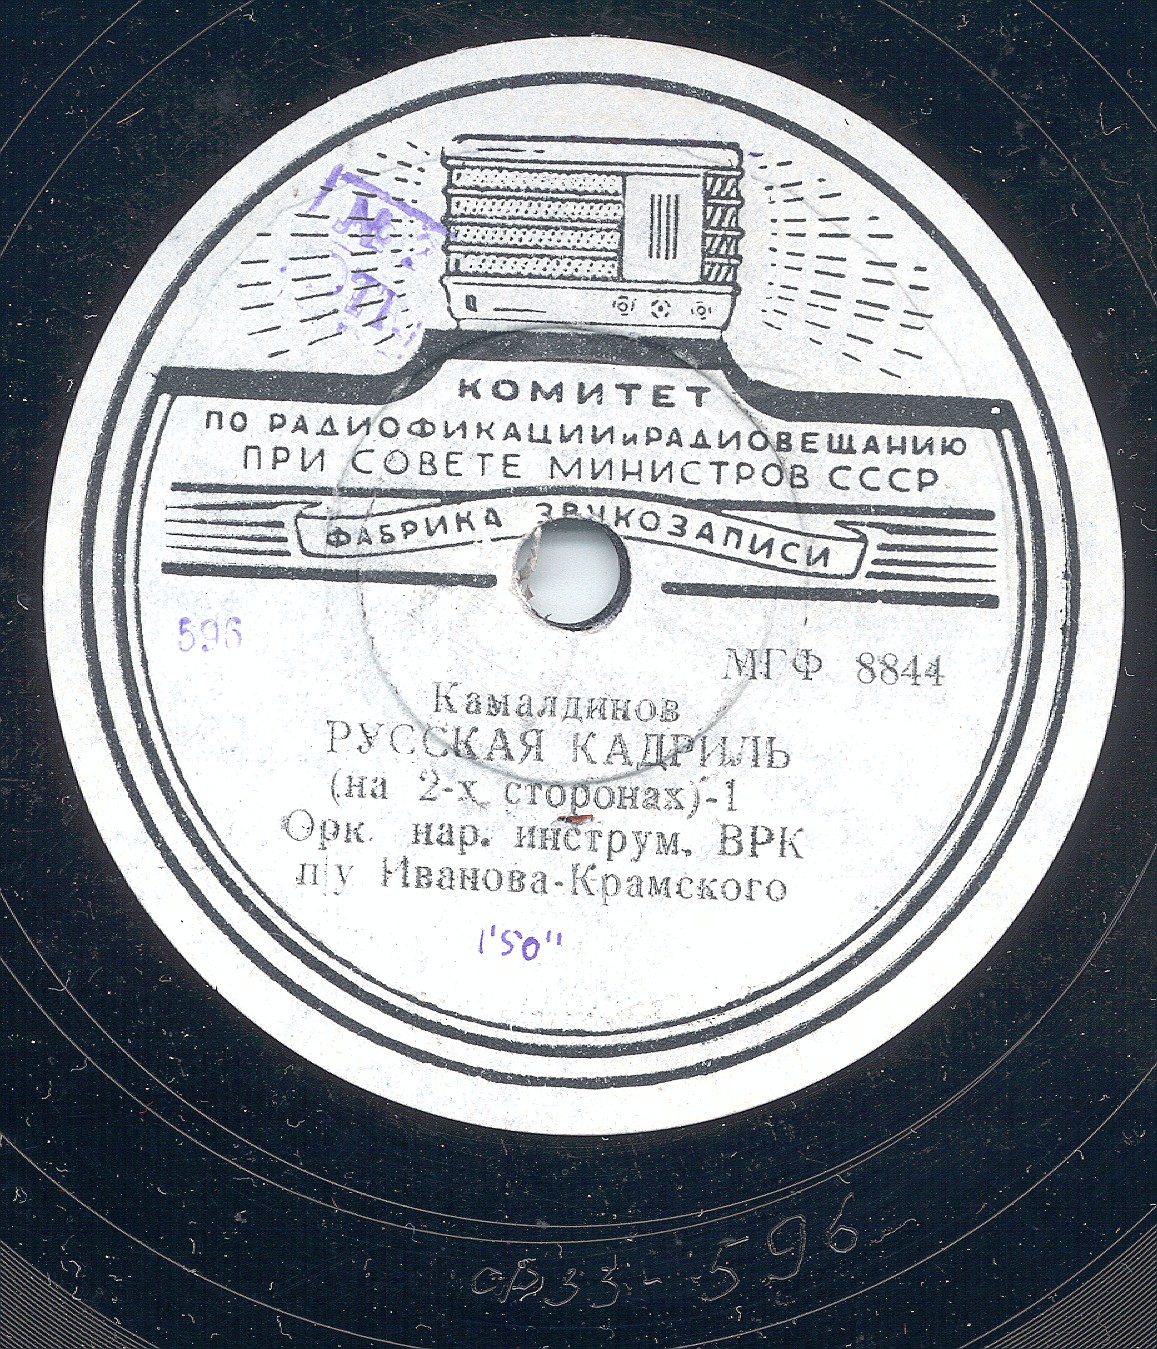 КОМИТЕТ
ПО РАДИОФИКАЦИИ и РАДИОВЕЩАНИЮ
ПРИ СОВЕТЕ МИНИСТРОВ СССР
ФАБРИКА ЗВУКОЗАПИСИ
596
МГФ 8844
Камалдинов
РУССКАЯ КАДРИЛЬ
(на 2-х сторонах)-1
Орк. нар. инструм. ВРК
п/у Иванова-Крамского
1'50"
ФЗЗ-596